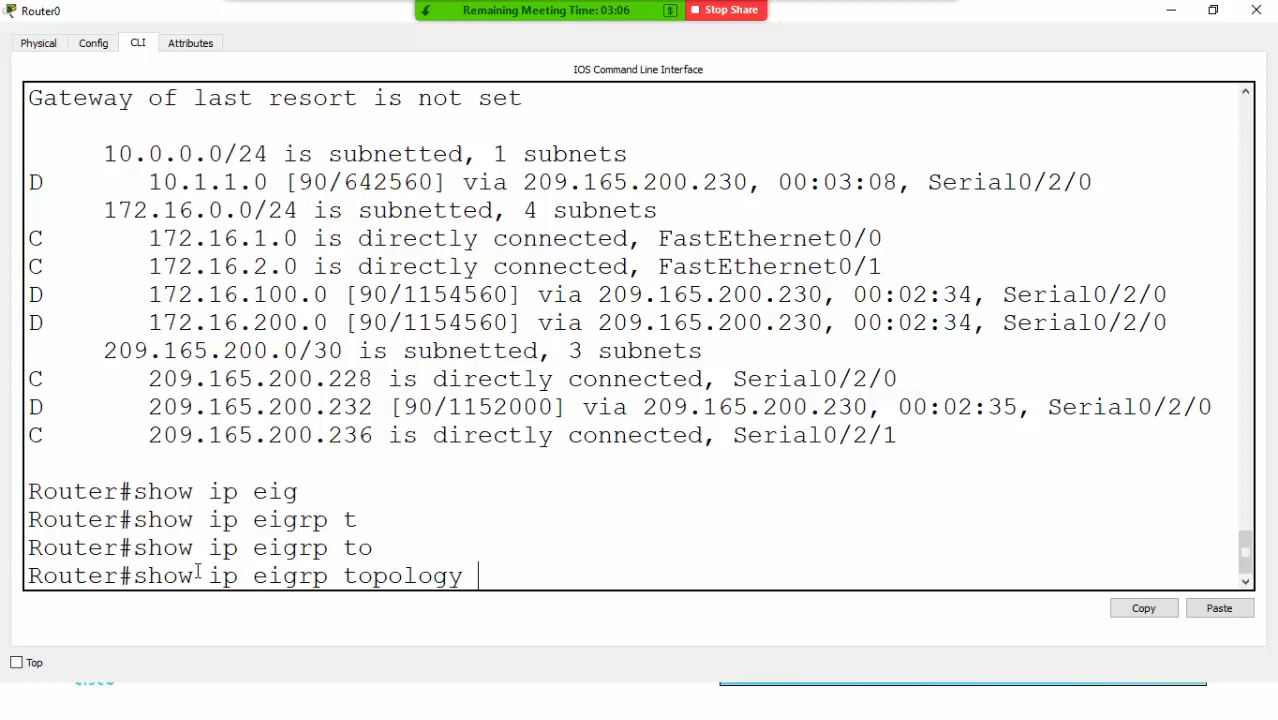 Router0
Remaining Meeting Time: 03:06
$
Stop Share
Physical
Config
CLI
Attributes
IOS Command Line Interface
Gateway of last resort is not set
10.0.0.0/24 is subnetted, 1 subnets
D 10.1.1.0 [90/642560] via 209.165.200.230, 00:03:08, Serial0/2/0
172.16.0.0/24 is subnetted, 4 subnets
C 172.16.1.0 is directly connected, FastEthernet0/0
C 172.16.2.0 is directly connected, FastEthernet0/1
D 172.16.100.0 [90/1154560] via 209.165.200.230, 00:02:34, Serial0/2/0
D 172.16.200.0 [90/1154560] via 209.165.200.230, 00:02:34, Serial0/2/0
209.165.200.0/30 is subnetted, 3 subnets
C 209.165.200.228 is directly connected, Serial0/2/0
D 209.165.200.232 [90/1152000] via 209.165.200.230, 00:02:35, Serial0/2/0
C 209.165.200.236 is directly connected, Serial0/2/1
Router#show ip eig
Router#show ip eigrp t
Router#show ip eigrp to
Router#show ip eigrp topology
Copy
Paste
Top